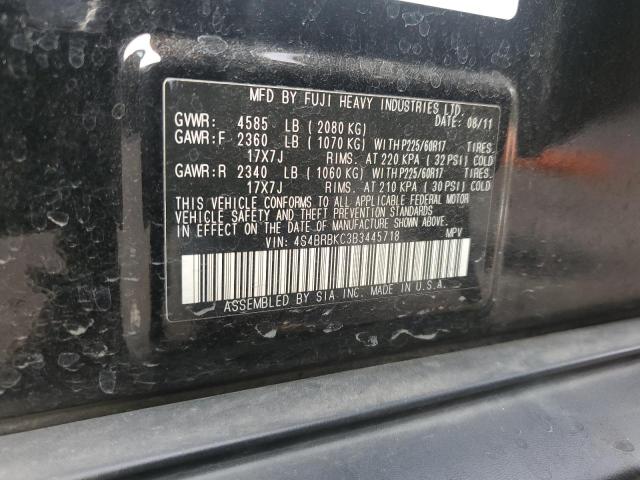 MFD BY FUJI HEAVY INDUSTRIES LTD.
GVWR: 4585 LB (2080 KG) DATE: 08/11
GAWR:F 2360 LB (1070 KG) WITH P225/60R17 TIRES,
17X7J RIMS. AT 220 KPA (32 PSI) COLD
GAWR:R 2340 LB (1060 KG) WITH P225/60R17 TIRES,
17X7J RIMS. AT 210 KPA (30 PSI) COLD
THIS VEHICLE CONFORMS TO ALL APPLICABLE FEDERAL MOTOR
VEHICLE SAFETY AND THEFT PREVENTION STANDARDS
IN EFFECT ON THE DATE OF MANUFACTURE SHOWN ABOVE.
VIN: 4S4BRBKC3B3445718 MPV
ASSEMBLED BY SIA. INC. MADE IN U.S.A.